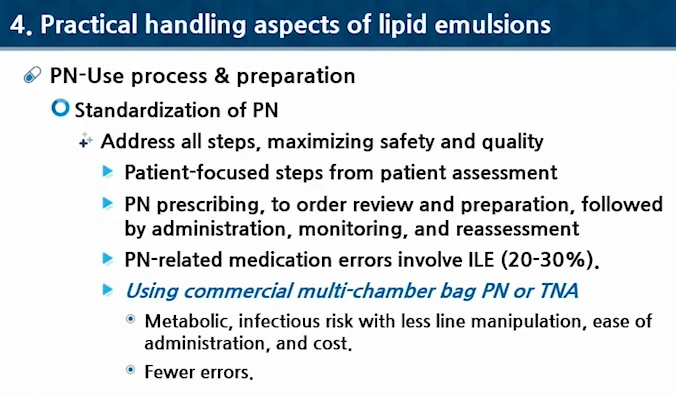 4. Practical handling aspects of lipid emulsions
PN-Use process & preparation
Standardization of PN
Address all steps, maximizing safety and quality
Patient-focused steps from patient assessment
PN prescribing, to order review and preparation, followed
by administration, monitoring, and reassessment
PN-related medication errors involve ILE (20-30%).
Using commercial multi-chamber bag PN or TNA
Metabolic, infectious risk with less line manipulation, ease of
administration, and cost.
Fewer errors.